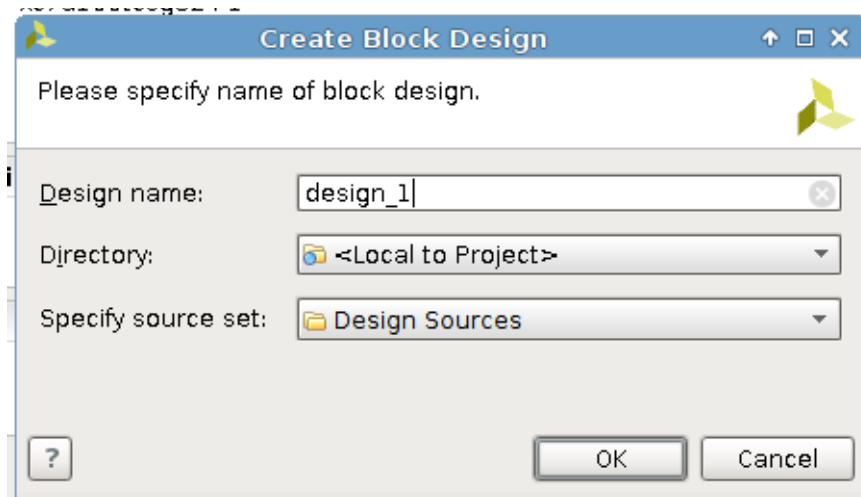 Create Block Design
Please specify name of block design.
Design name: design_1
Directory: <Local to Project>
Specify source set: Design Sources
? OK Cancel